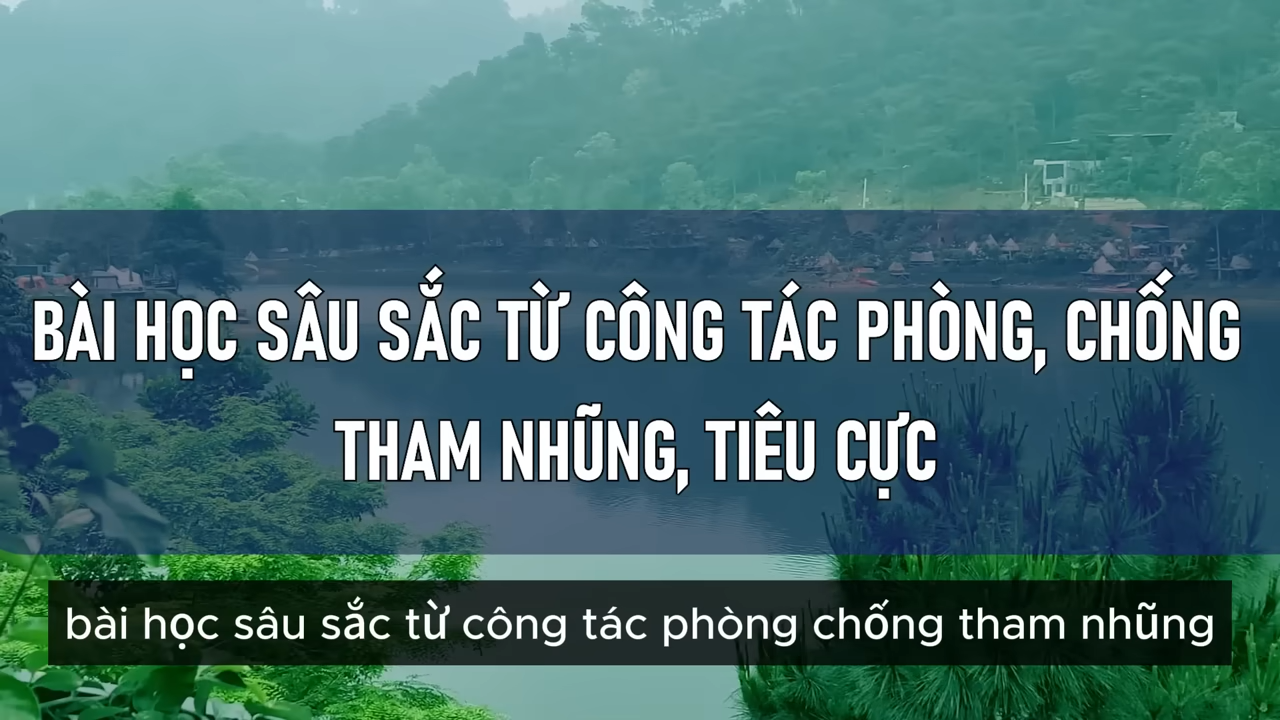 BÀI HỌC SÂU SẮC TỪ CÔNG TÁC PHÒNG, CHỐNG
THAM NHŨNG, TIÊU CỰC
bài học sâu sắc từ công tác phòng chống tham nhũng